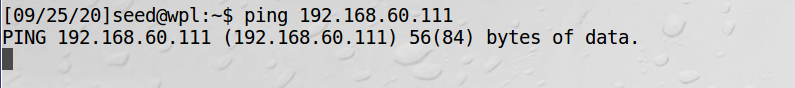 [09/25/20]seed@wpl:~$ ping 192.168.60.111
PING 192.168.60.111 (192.168.60.111) 56(84) bytes of data.